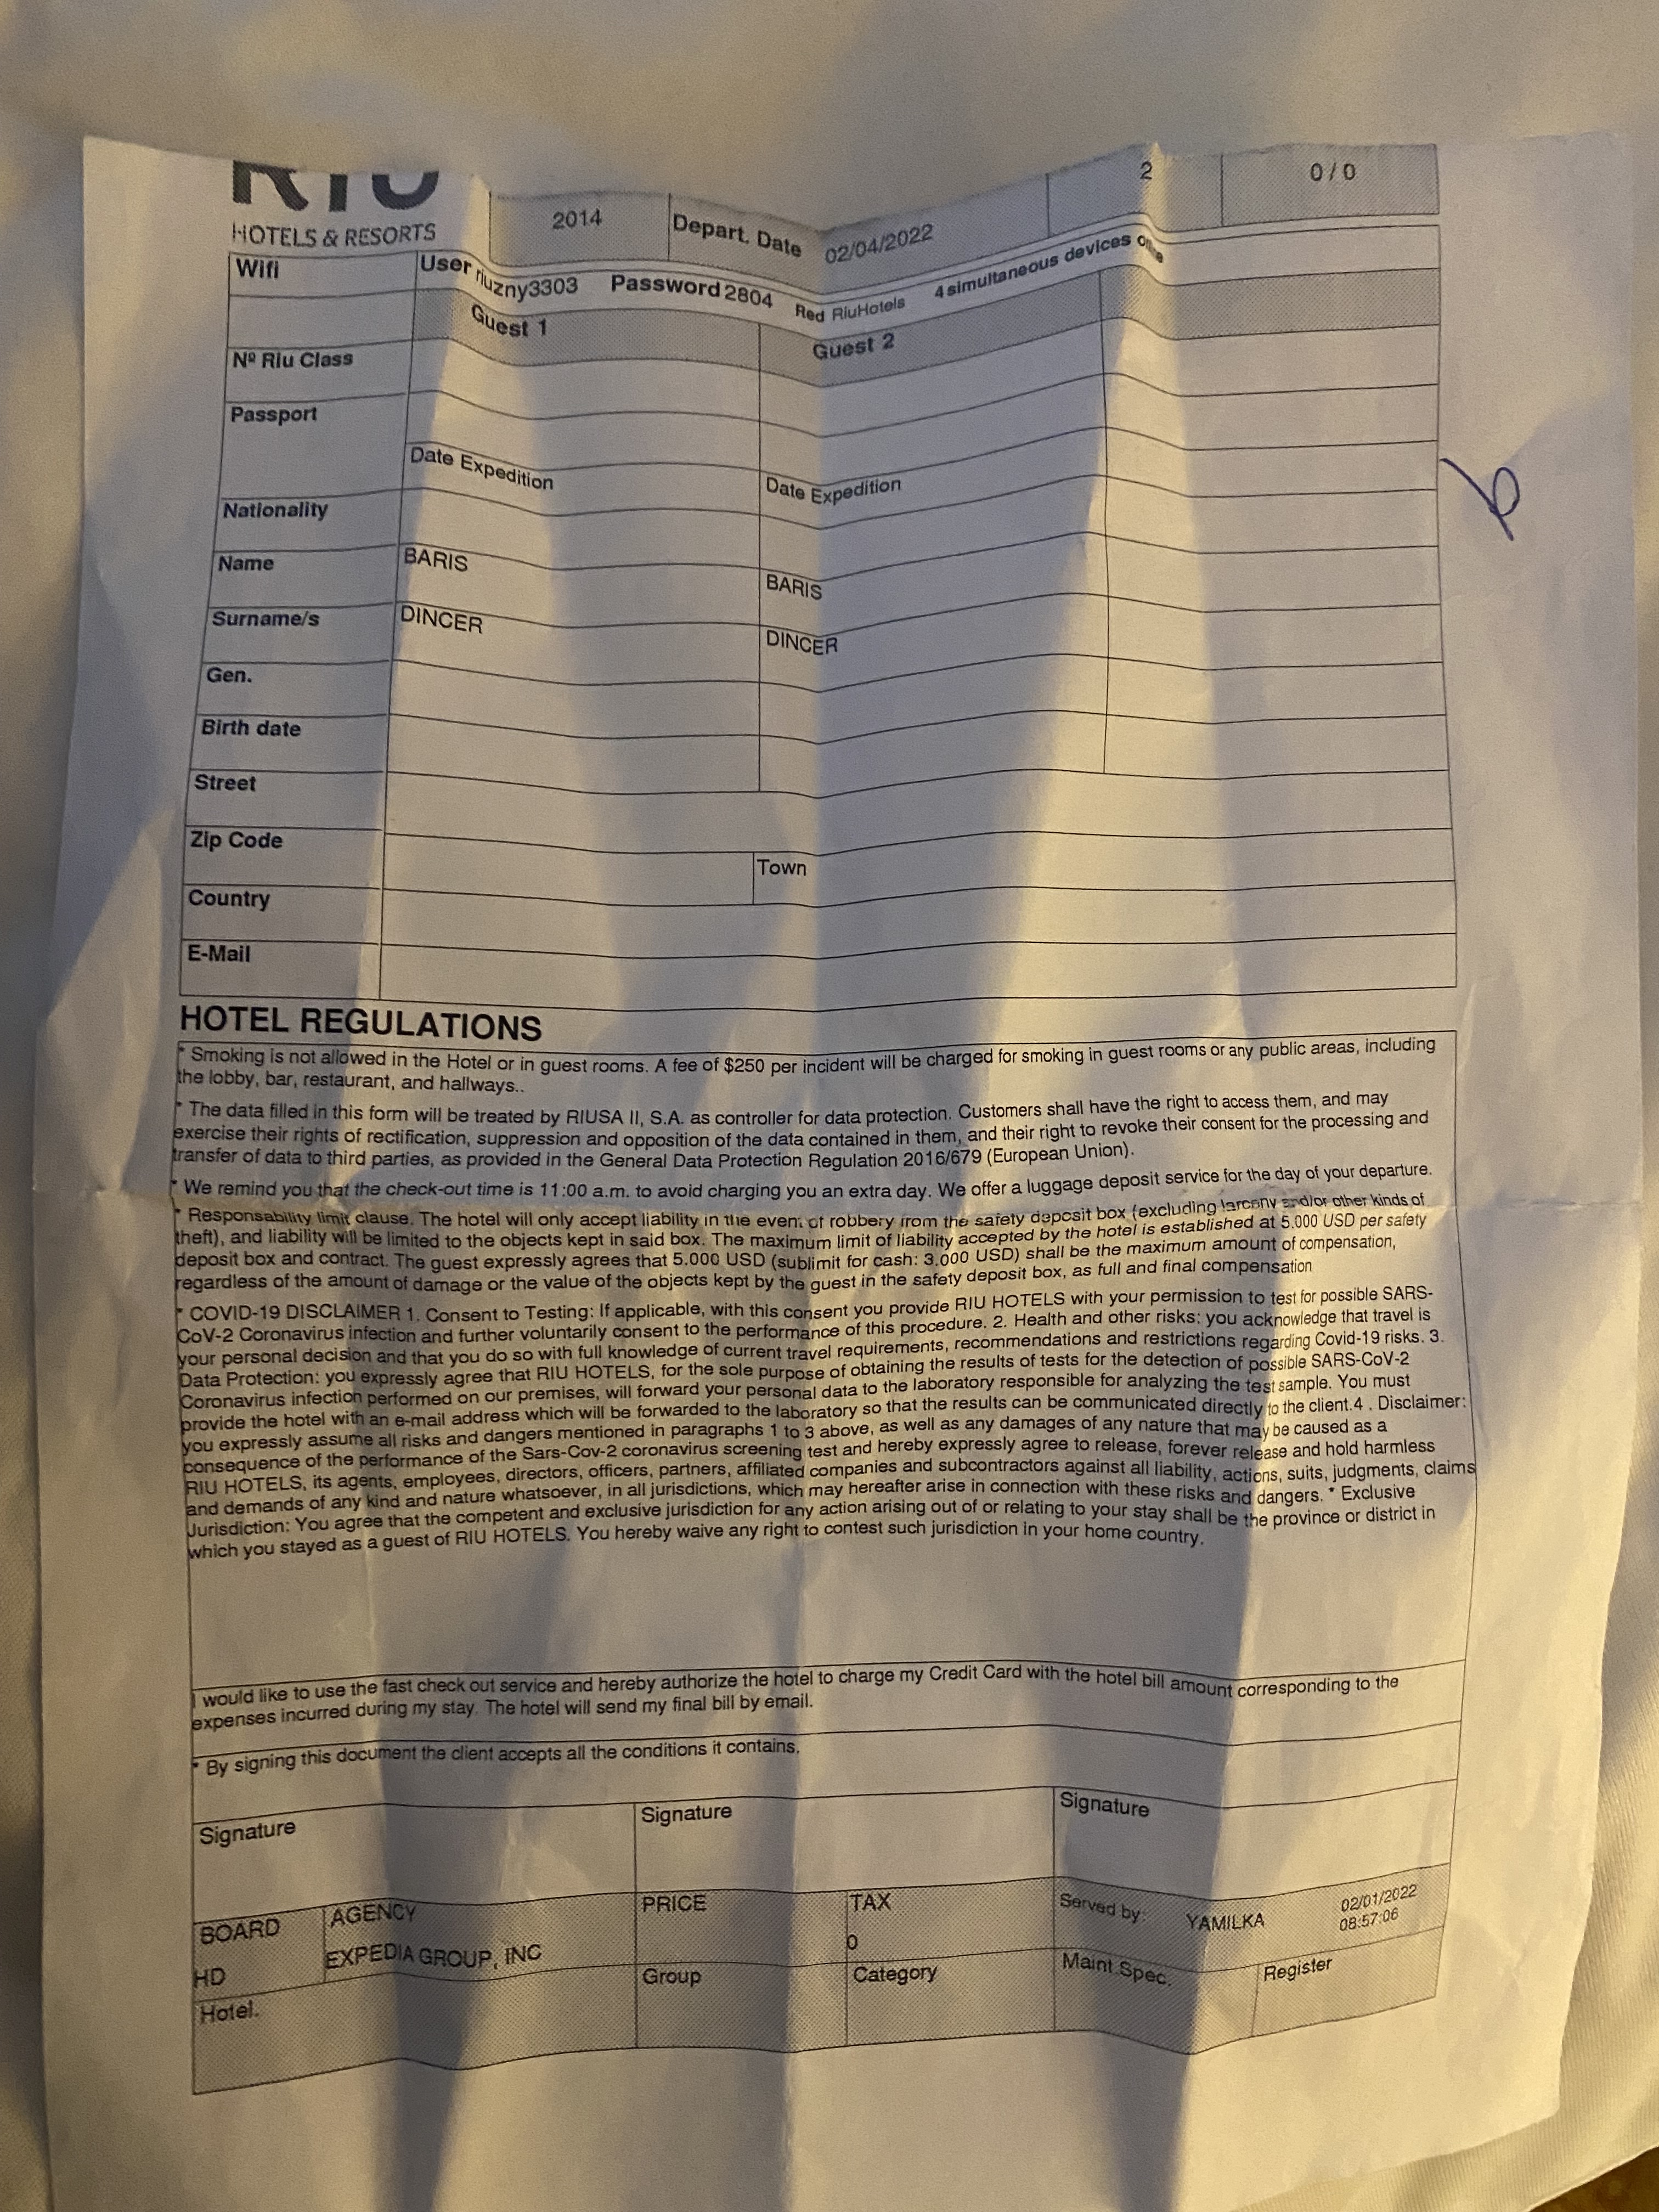 RIU
HOTELS & RESORTS
2014 Depart. Date 02/04/2022 2 0 / 0
Wifi User riuzny3303 Password 2804 Red RiuHotels 4 simultaneous devices
Guest 1 Guest 2
Nº Riu Class
Passport
Date Expedition Date Expedition
Nationality
Name BARIS BARIS
Surname/s DINCER DINCER
Gen.
Birth date
Street
Zip Code Town
Country
E-Mail
HOTEL REGULATIONS
* Smoking is not allowed in the Hotel or in guest rooms. A fee of $250 per incident will be charged for smoking in guest rooms or any public areas, including
the lobby, bar, restaurant, and hallways..
* The data filled in this form will be treated by RIUSA II, S.A. as controller for data protection. Customers shall have the right to access them, and may
exercise their rights of rectification, suppression and opposition of the data contained in them, and their right to revoke their consent for the processing and
transfer of data to third parties, as provided in the General Data Protection Regulation 2016/679 (European Union).
* We remind you that the check-out time is 11:00 a.m. to avoid charging you an extra day. We offer a luggage deposit service for the day of your departure.
* Responsability limit clause. The hotel will only accept liability in the event of robbery from the safety deposit box (excluding larceny and/or other kinds of
theft), and liability will be limited to the objects kept in said box. The maximum limit of liability accepted by the hotel is established at 5.000 USD per safety
deposit box and contract. The guest expressly agrees that 5.000 USD (sublimit for cash: 3.000 USD) shall be the maximum amount of compensation,
regardless of the amount of damage or the value of the objects kept by the guest in the safety deposit box, as full and final compensation
* COVID-19 DISCLAIMER 1. Consent to Testing: If applicable, with this consent you provide RIU HOTELS with your permission to test for possible SARS-
CoV-2 Coronavirus infection and further voluntarily consent to the performance of this procedure. 2. Health and other risks: you acknowledge that travel is
your personal decision and that you do so with full knowledge of current travel requirements, recommendations and restrictions regarding Covid-19 risks. 3.
Data Protection: you expressly agree that RIU HOTELS, for the sole purpose of obtaining the results of tests for the detection of possible SARS-CoV-2
Coronavirus infection performed on our premises, will forward your personal data to the laboratory responsible for analyzing the test sample. You must
provide the hotel with an e-mail address which will be forwarded to the laboratory so that the results can be communicated directly to the client.4 . Disclaimer:
you expressly assume all risks and dangers mentioned in paragraphs 1 to 3 above, as well as any damages of any nature that may be caused as a
consequence of the performance of the Sars-Cov-2 coronavirus screening test and hereby expressly agree to release, forever release and hold harmless
RIU HOTELS, its agents, employees, directors, officers, partners, affiliated companies and subcontractors against all liability, actions, suits, judgments, claims
and demands of any kind and nature whatsoever, in all jurisdictions, which may hereafter arise in connection with these risks and dangers. * Exclusive
Jurisdiction: You agree that the competent and exclusive jurisdiction for any action arising out of or relating to your stay shall be the province or district in
which you stayed as a guest of RIU HOTELS. You hereby waive any right to contest such jurisdiction in your home country.
I would like to use the fast check out service and hereby authorize the hotel to charge my Credit Card with the hotel bill amount corresponding to the
expenses incurred during my stay. The hotel will send my final bill by email.
* By signing this document the client accepts all the conditions it contains.
Signature Signature Signature
BOARD AGENCY PRICE TAX Served by: YAMILKA 02/01/2022
08:57:06
HD EXPEDIA GROUP, INC 0
Hotel. Group Category Maint.Spec. Register